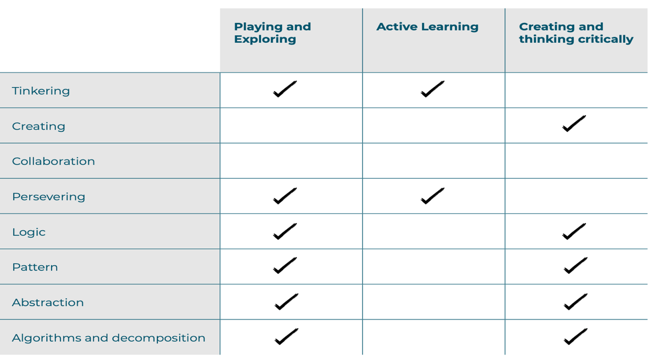 Playing and
Exploring
Active Learning
Creating and
thinking critically
Tinkering
Creating
Collaboration
Persevering
Logic
Pattern
Abstraction
Algorithms and decomposition